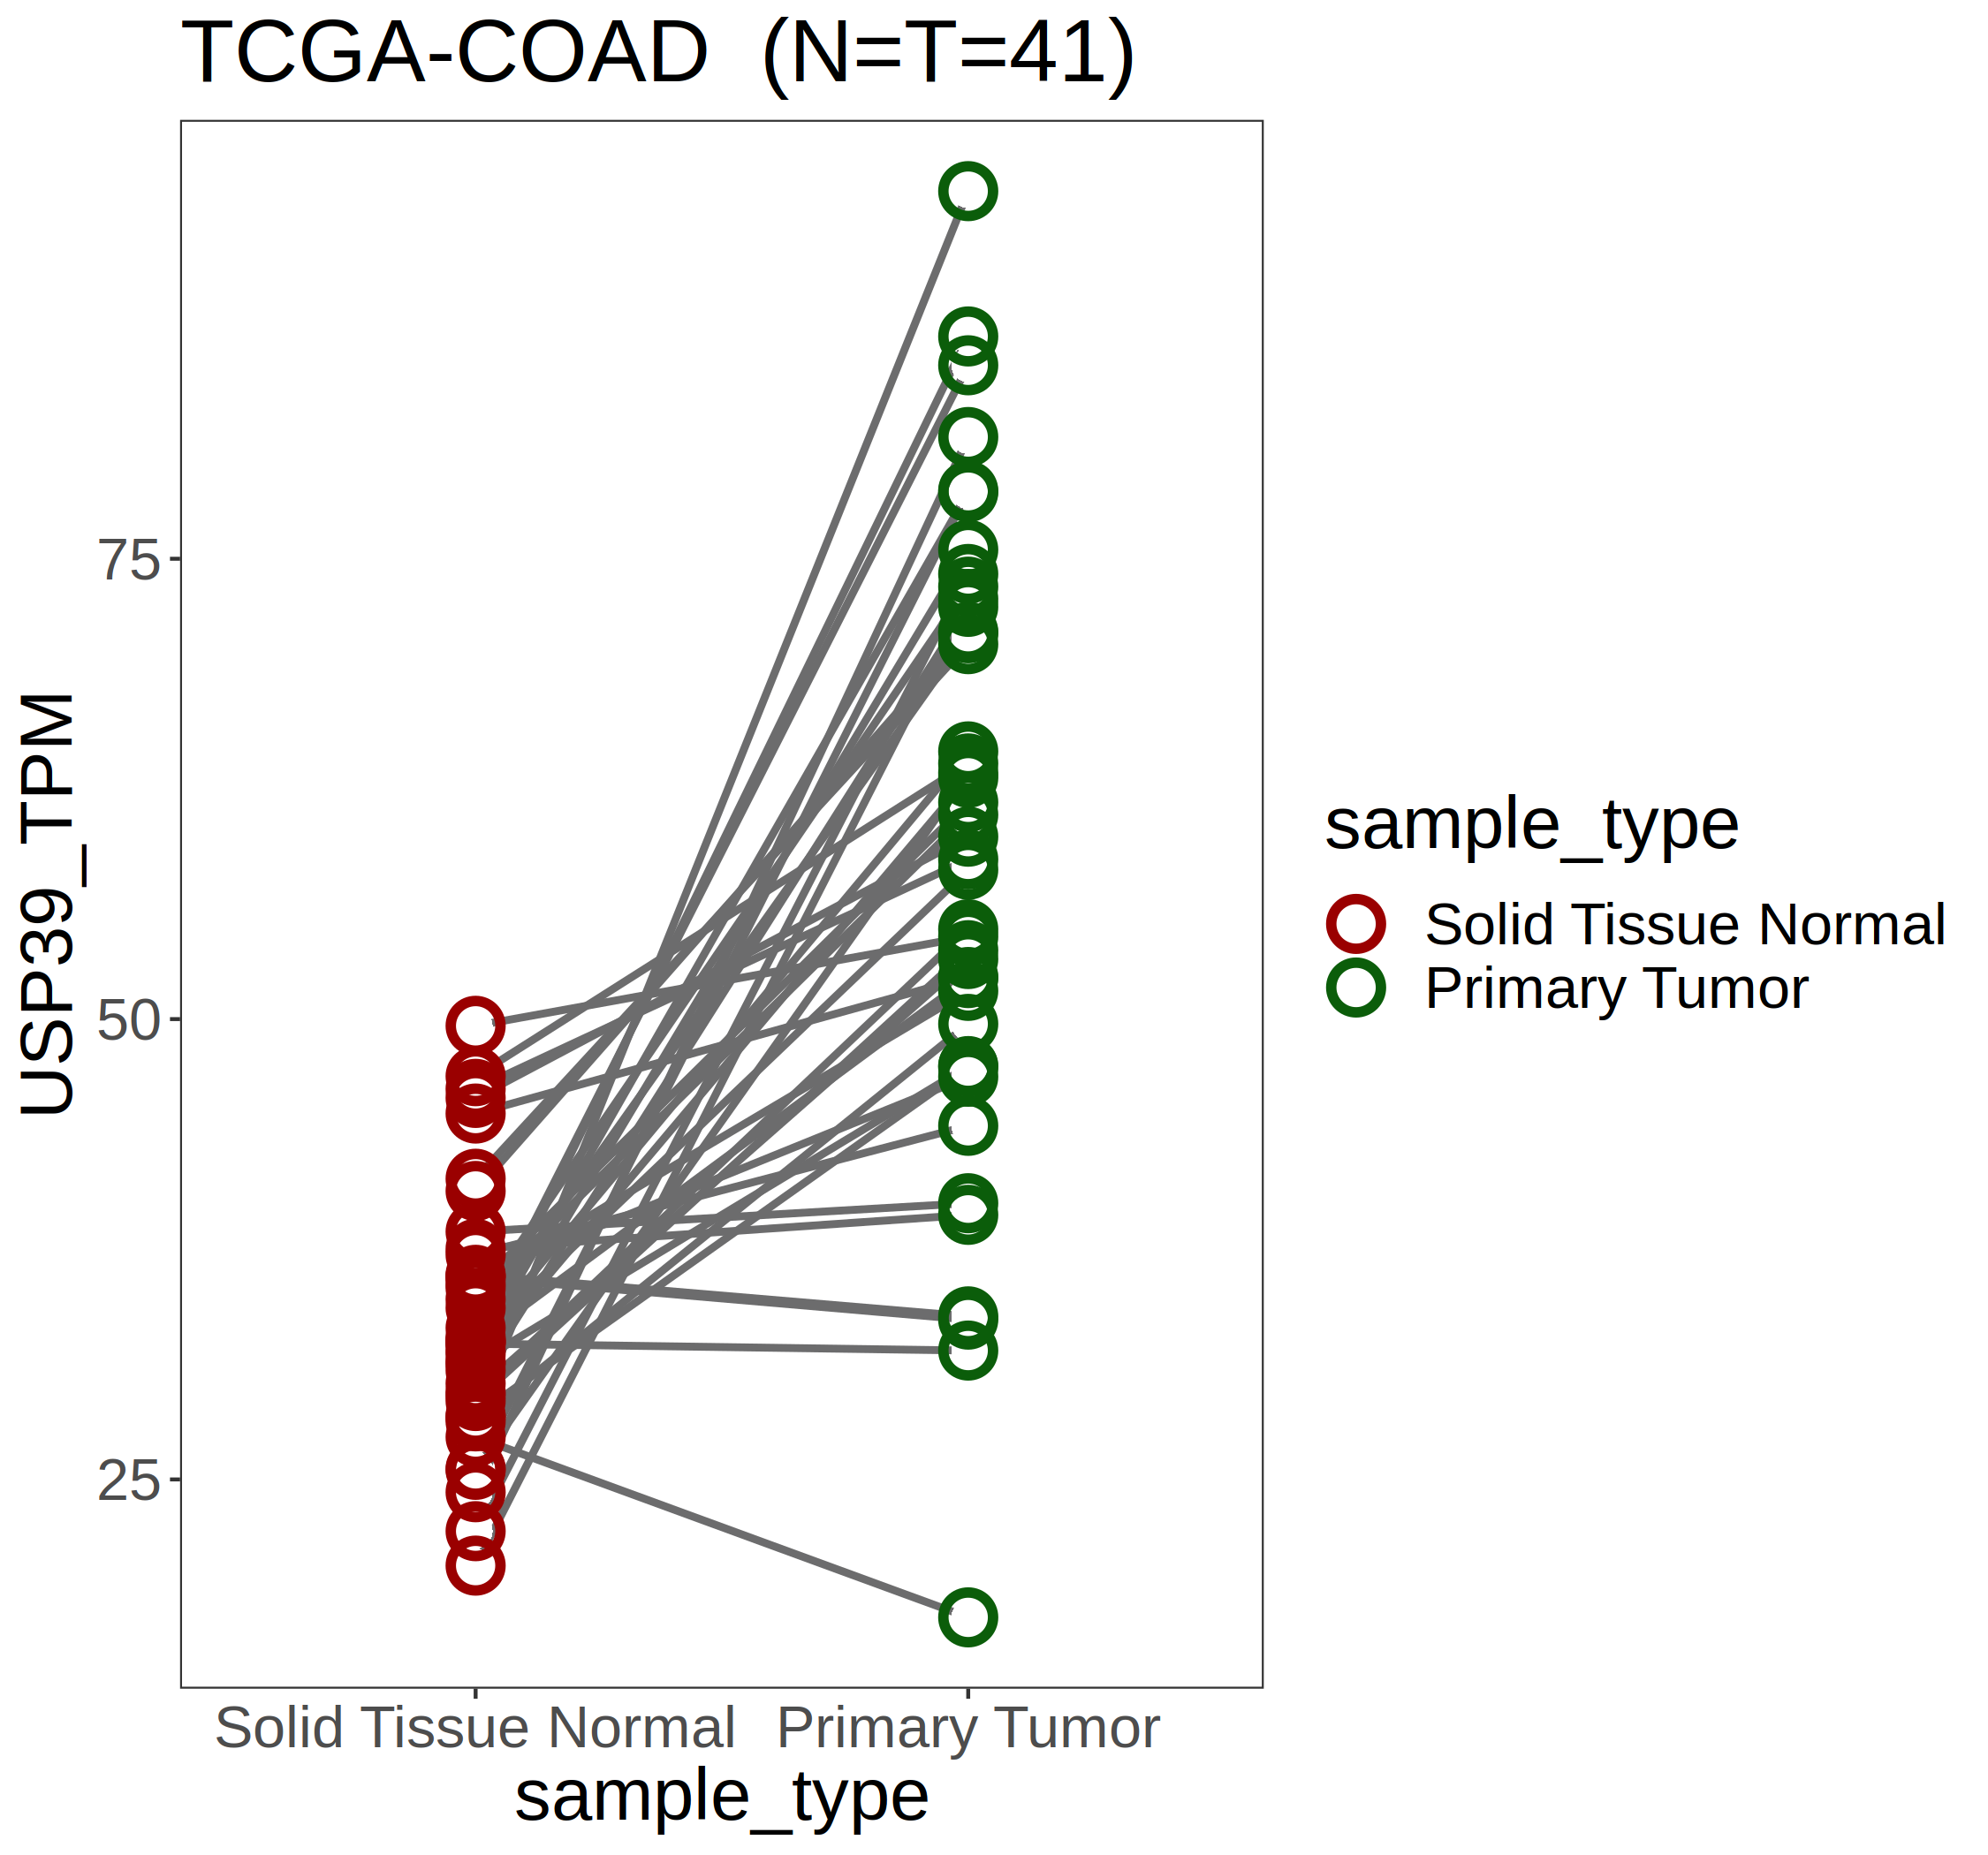 TCGA-COAD  (N=T=41)
USP39_TPM
75
50
25
Solid Tissue Normal
Primary Tumor
sample_type
sample_type
Solid Tissue Normal
Primary Tumor